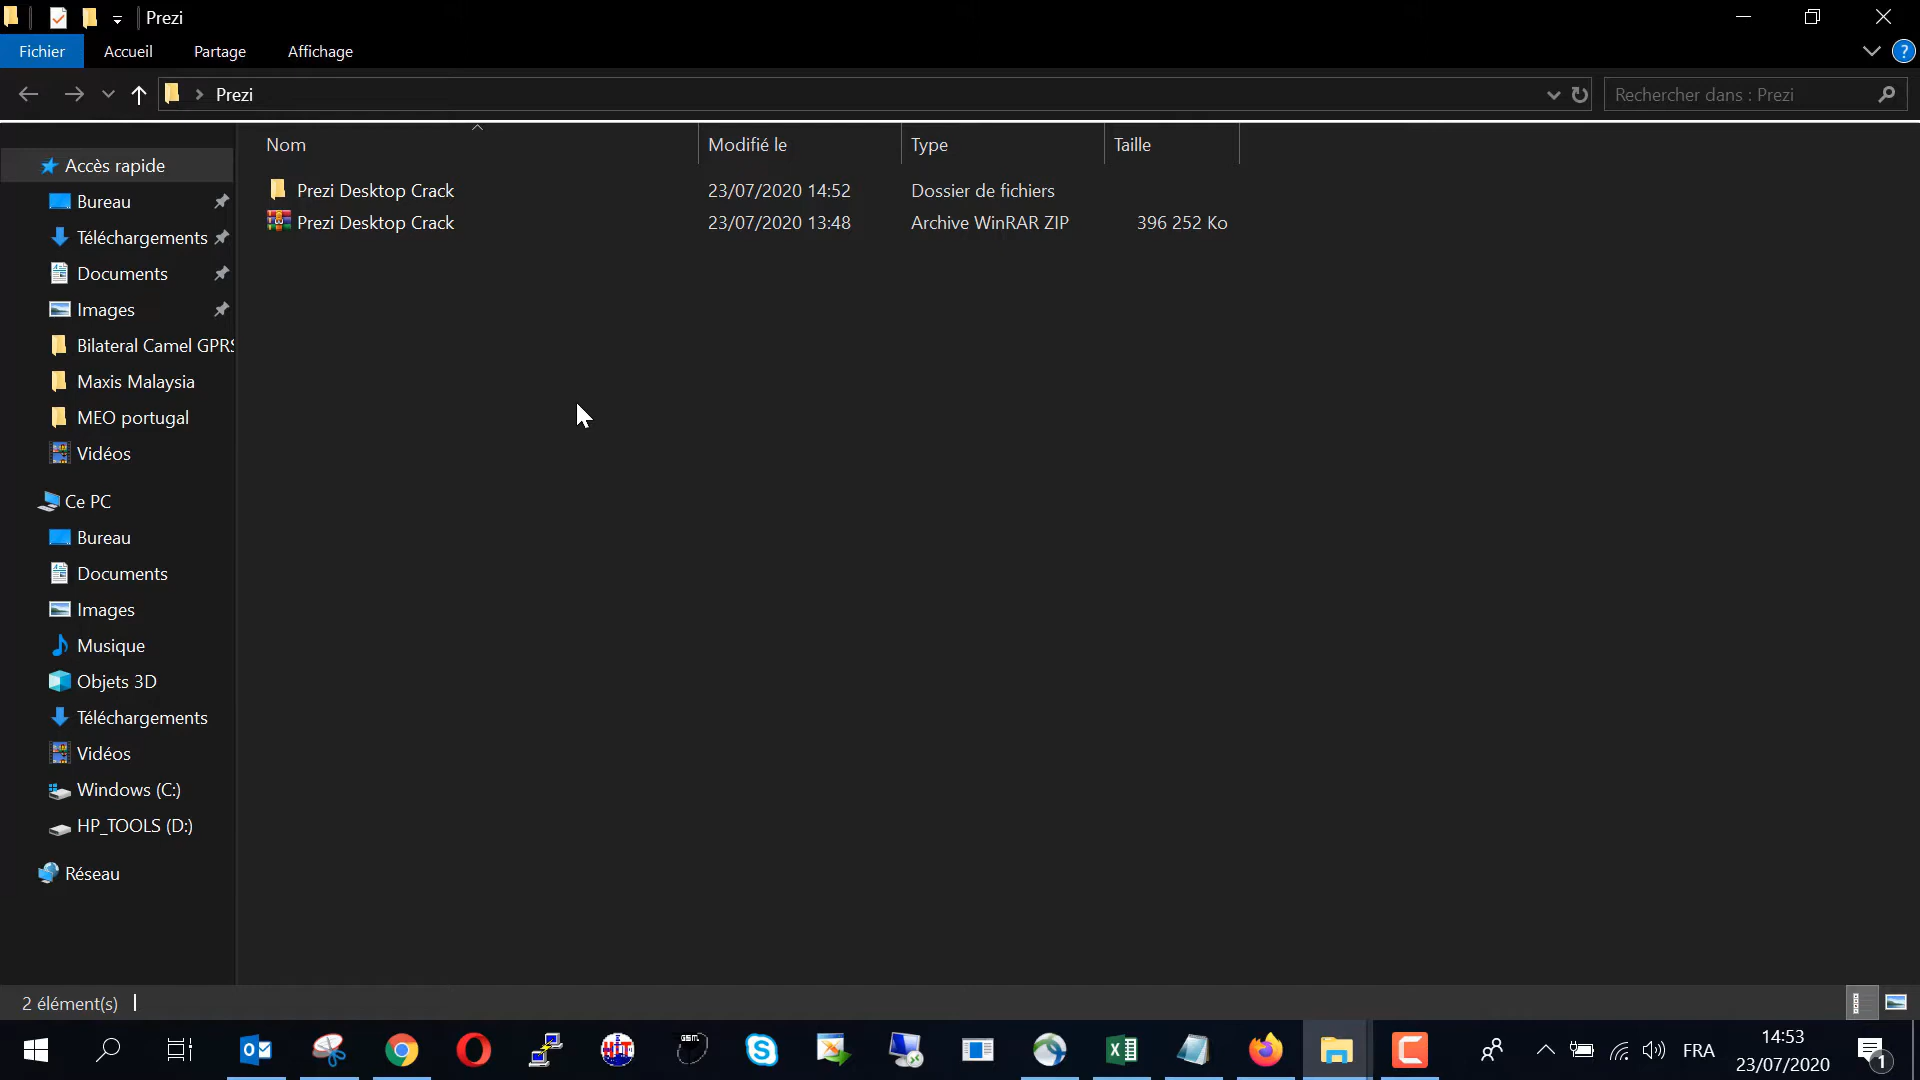 Prezi
Fichier Accueil Partage Affichage ?
Prezi Rechercher dans : Prezi
Nom Modifié le Type Taille
Prezi Desktop Crack 23/07/2020 14:52 Dossier de fichiers
Prezi Desktop Crack 23/07/2020 13:48 Archive WinRAR ZIP 396 252 Ko
Accès rapide
Bureau
Téléchargements
Documents
Images
Bilateral Camel GPRS
Maxis Malaysia
MEO portugal
Vidéos
Ce PC
Bureau
Documents
Images
Musique
Objets 3D
Téléchargements
Vidéos
Windows (C:)
HP_TOOLS (D:)
Réseau
2 élément(s)
FRA
14:53
23/07/2020
1